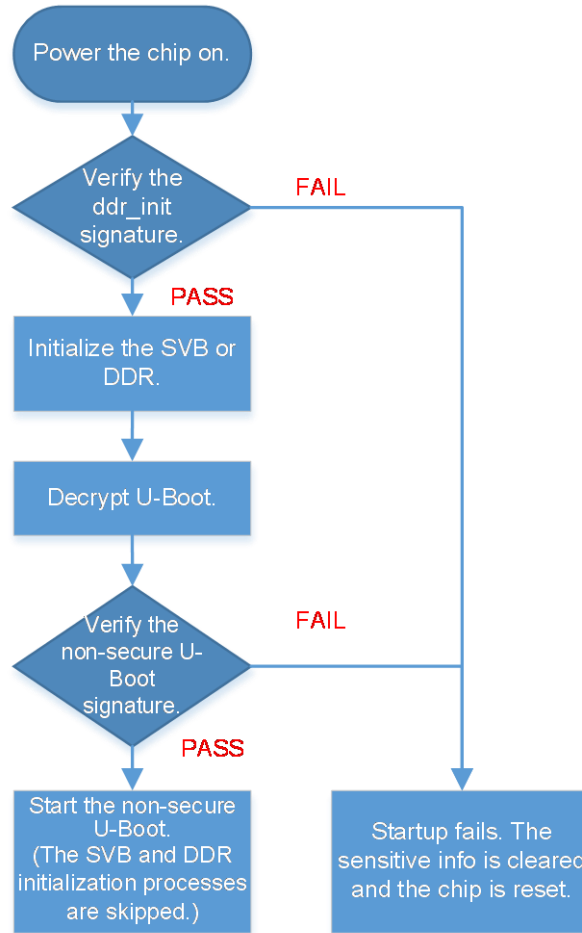 Power the chip on.
Verify the
ddr_init
signature.
FAIL
PASS
Initialize the SVB or
DDR.
Decrypt U-Boot.
Verify the
non-secure U-
Boot
signature.
FAIL
PASS
Start the non-secure
U-Boot.
(The SVB and DDR
initialization processes
are skipped.)
Startup fails. The
sensitive info is cleared
and the chip is reset.